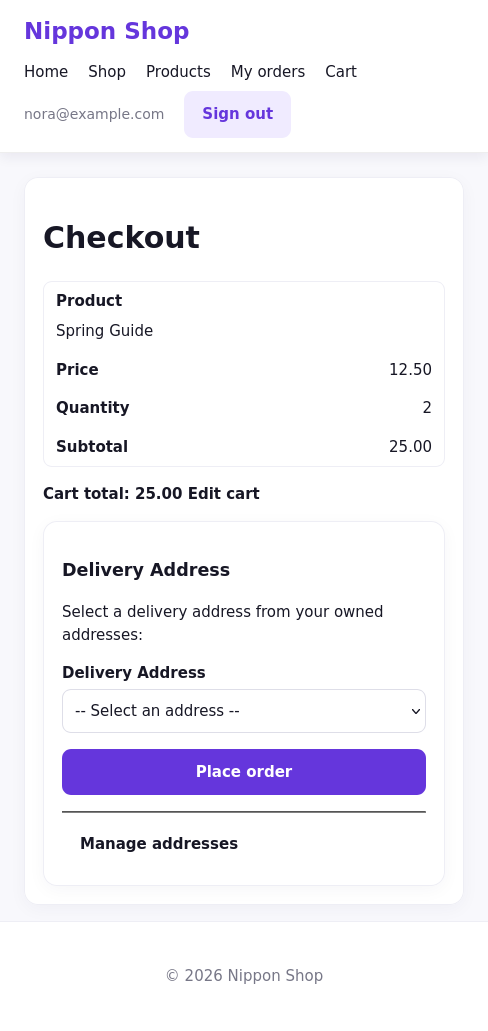 Nippon Shop
Home Shop Products My orders Cart
nora@example.com Sign out
Checkout
Product
Spring Guide
Price 12.50
Quantity 2
Subtotal 25.00
Cart total: 25.00 Edit cart
Delivery Address
Select a delivery address from your owned
addresses:
Delivery Address
-- Select an address --
Place order
Manage addresses
© 2026 Nippon Shop